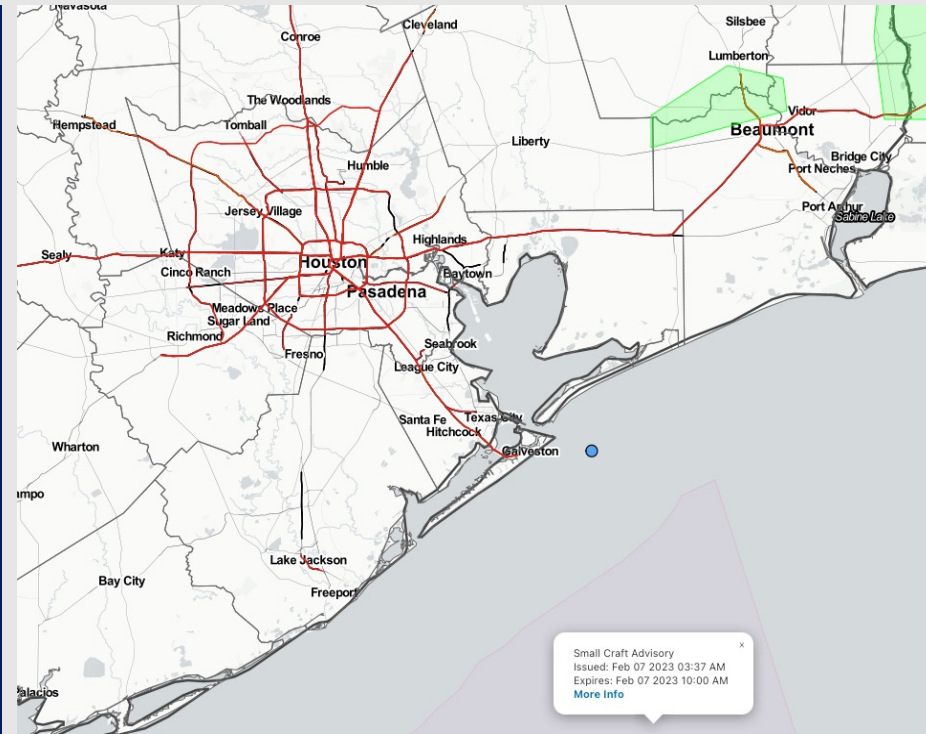 Navasota
Cleveland
Conroe
Silsbee
Lumberton
The Woodlands
Hempstead
Tomball
Vidor
Beaumont
Liberty
Bridge City
Humble
Port Neches
Jersey Village
Port Arthur
Sabine Lake
Highlands
Sealy
Katy
Houston
Cinco Ranch
Baytown
Pasadena
Meadows Place
Sugar Land
Richmond
Seabrook
Fresno
League City
Santa Fe
Texas City
Hitchcock
Wharton
Galveston
ampo
Lake Jackson
Bay City
Freeport
Palacios
×
Small Craft Advisory
Issued: Feb 07 2023 03:37 AM
Expires: Feb 07 2023 10:00 AM
More Info